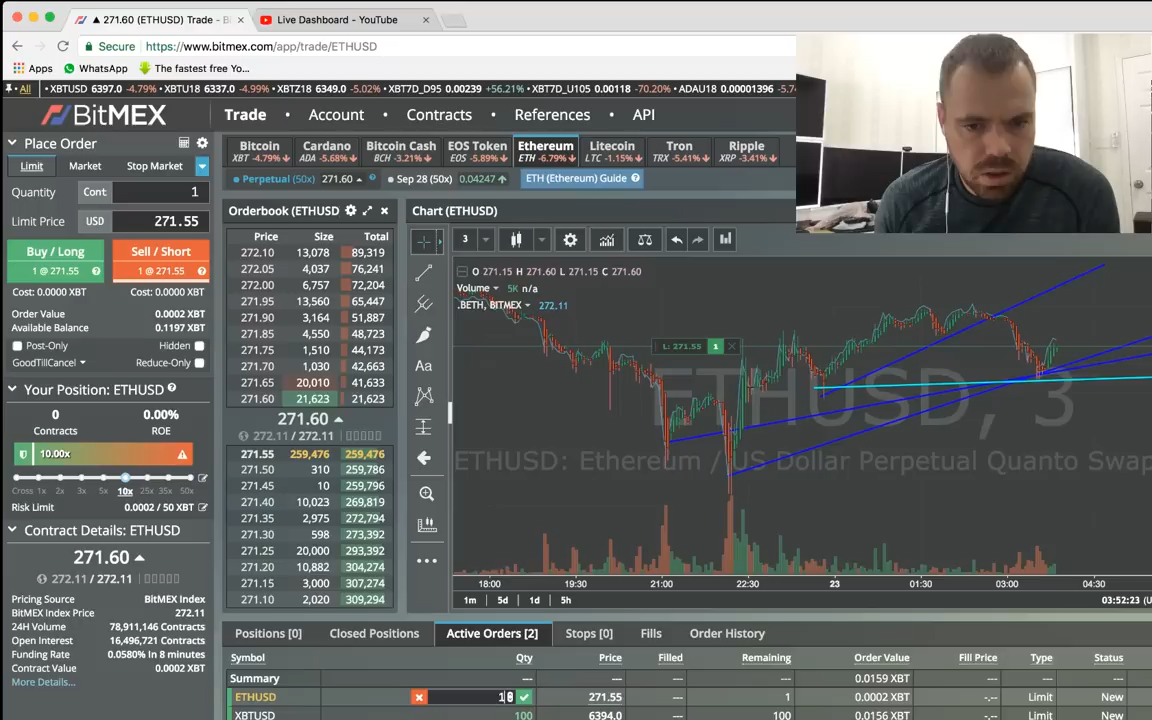 ▲ 271.60 (ETHUSD) Trade - B
Live Dashboard - YouTube
Secure https://www.bitmex.com/app/trade/ETHUSD
Apps WhatsApp The fastest free Yo...
All • XBTUSD 6397.0 -4.79% • XBTU18 6337.0 -4.99% • XBTZ18 6349.0 -5.02% • XBT7D_D95 0.00239 +56.21% • XBT7D_U105 0.00118 -70.20% • ADAU18 0.00001396 -5.7
BitMEX Trade • Account • Contracts • References • API
Place Order
Limit Market Stop Market
Quantity Cont 1
Limit Price USD 271.55
Buy / Long Sell / Short
1 @ 271.55 1 @ 271.55
Cost: 0.0000 XBT Cost: 0.0000 XBT
Order Value 0.0002 XBT
Available Balance 0.1197 XBT
Post-Only Hidden
GoodTillCancel Reduce-Only
Your Position: ETHUSD
0 0.00%
Contracts ROE
10.00x
Cross 1x 2x 3x 5x 10x 25x 35x 50x
Risk Limit 0.0002 / 50 XBT
Contract Details: ETHUSD
271.60
272.11 / 272.11
Pricing Source BitMEX Index
BitMEX Index Price 272.11
24H Volume 78,911,146 Contracts
Open Interest 16,496,721 Contracts
Funding Rate 0.0580% In 8 minutes
Contract Value 0.0002 XBT
More Details...
Bitcoin Cardano Bitcoin Cash EOS Token Ethereum Litecoin Tron Ripple
XBT -4.79% ADA -5.68% BCH -3.21% EOS -5.89% ETH -6.79% LTC -1.15% TRX -5.41% XRP -3.41%
Perpetual (50x) 271.60 Sep 28 (50x) 0.04247 ETH (Ethereum) Guide
Orderbook (ETHUSD
Price Size Total
272.10 13,078 89,319
272.05 4,037 76,241
272.00 6,757 72,204
271.95 13,560 65,447
271.90 3,164 51,887
271.85 4,550 48,723
271.75 1,510 44,173
271.70 1,030 42,663
271.65 20,010 41,633
271.60 21,623 21,623
271.60
272.11 / 272.11
271.55 259,476 259,476
271.50 310 259,786
271.45 10 259,796
271.40 10,023 269,819
271.35 2,975 272,794
271.30 598 273,392
271.25 20,000 293,392
271.20 10,882 304,274
271.15 3,000 307,274
271.10 2,020 309,294
Chart (ETHUSD)
3
O 271.15 H 271.60 L 271.15 C 271.60
Volume 5K n/a
.BETH, BITMEX 272.11
L: 271.55 1
ETHUSD, 3
ETHUSD: Ethereum / US Dollar Perpetual Quanto Swap
Aa
18:00 19:30 21:00 22:30 23 01:30 03:00 04:30
1m 5d 1d 5h 03:52:23 (U
Positions [0] Closed Positions Active Orders [2] Stops [0] Fills Order History
Symbol Qty Price Filled Remaining Order Value Fill Price Type Status
Summary --- --- --- --- 0.0159 XBT --- --- ---
ETHUSD 10 271.55 --- 1 0.0002 XBT -.-- Limit New
XBTUSD 100 6394.0 --- 100 0.0156 XBT -.-- Limit New